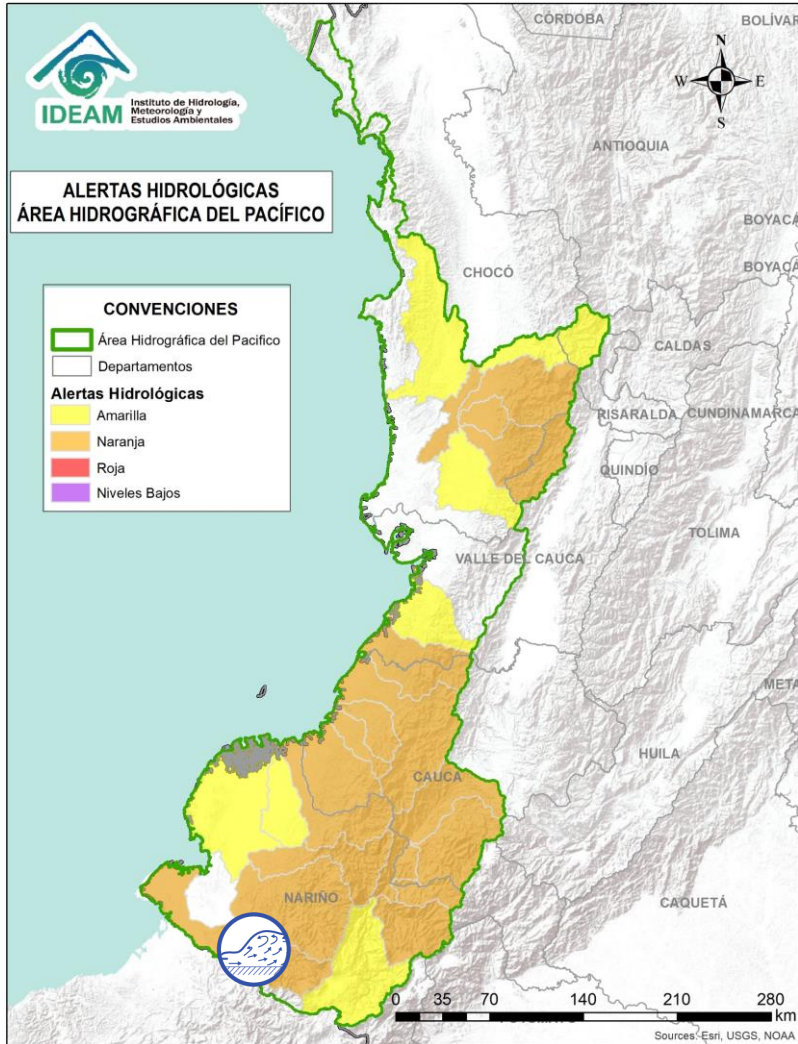 CÓRDOBA
BOLÍVAR
IDEAM
Instituto de Hidrología,
Meteorología y
Estudios Ambientales
N
W E
S
ANTIOQUIA
ALERTAS HIDROLÓGICAS
ÁREA HIDROGRÁFICA DEL PACÍFICO
BOYACÁ
BOYACÁ
CHOCÓ
CONVENCIONES
Área Hidrográfica del Pacífico
Departamentos
Alertas Hidrológicas
Amarilla
Naranja
Roja
Niveles Bajos
CALDAS
RISARALDA
CUNDINAMARCA
QUINDÍO
TOLIMA
VALLE DEL CAUCA
META
HUILA
CAUCA
CAQUETÁ
NARIÑO
0 35 70 140 210 280
km
Sources: Esri, USGS, NOAA